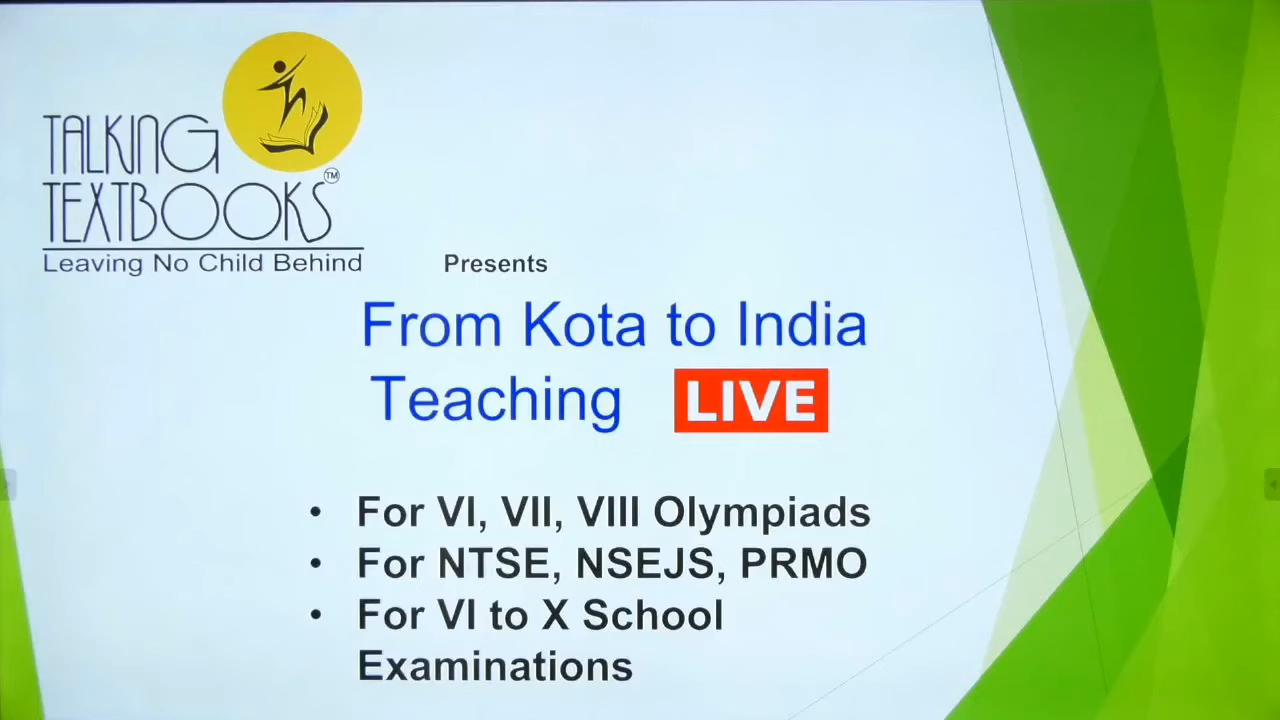 TALKING
TEXTBOOKS™
Leaving No Child Behind
Presents
From Kota to India
Teaching LIVE
• For VI, VII, VIII Olympiads
• For NTSE, NSEJS, PRMO
• For VI to X School
Examinations